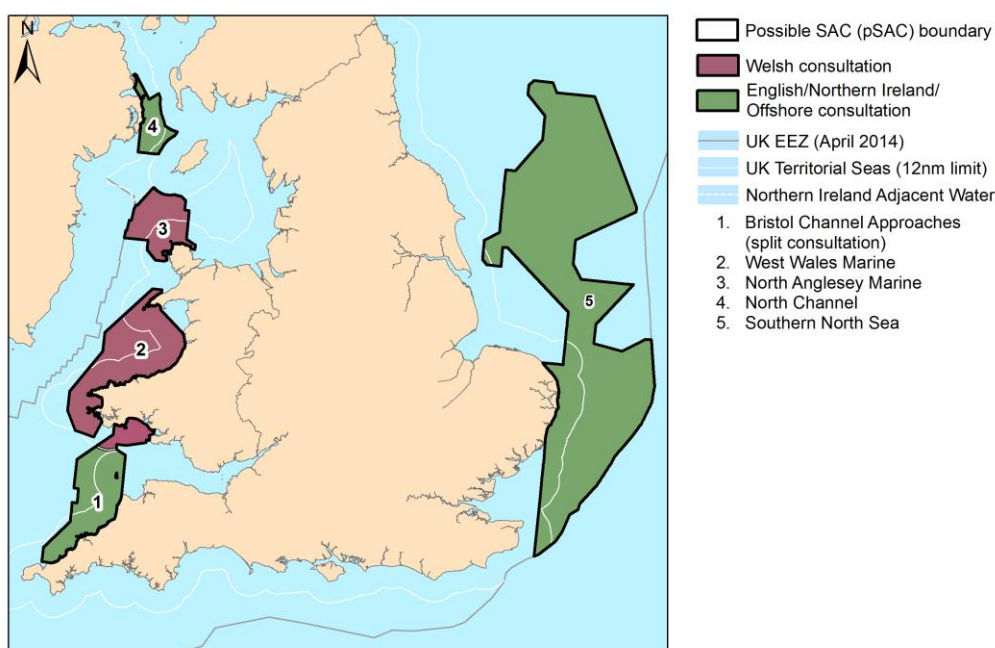 N
4
3
2
1
5
Possible SAC (pSAC) boundary
Welsh consultation
English/Northern Ireland/
Offshore consultation
UK EEZ (April 2014)
UK Territorial Seas (12nm limit)
Northern Ireland Adjacent Water
1. Bristol Channel Approaches
(split consultation)
2. West Wales Marine
3. North Anglesey Marine
4. North Channel
5. Southern North Sea